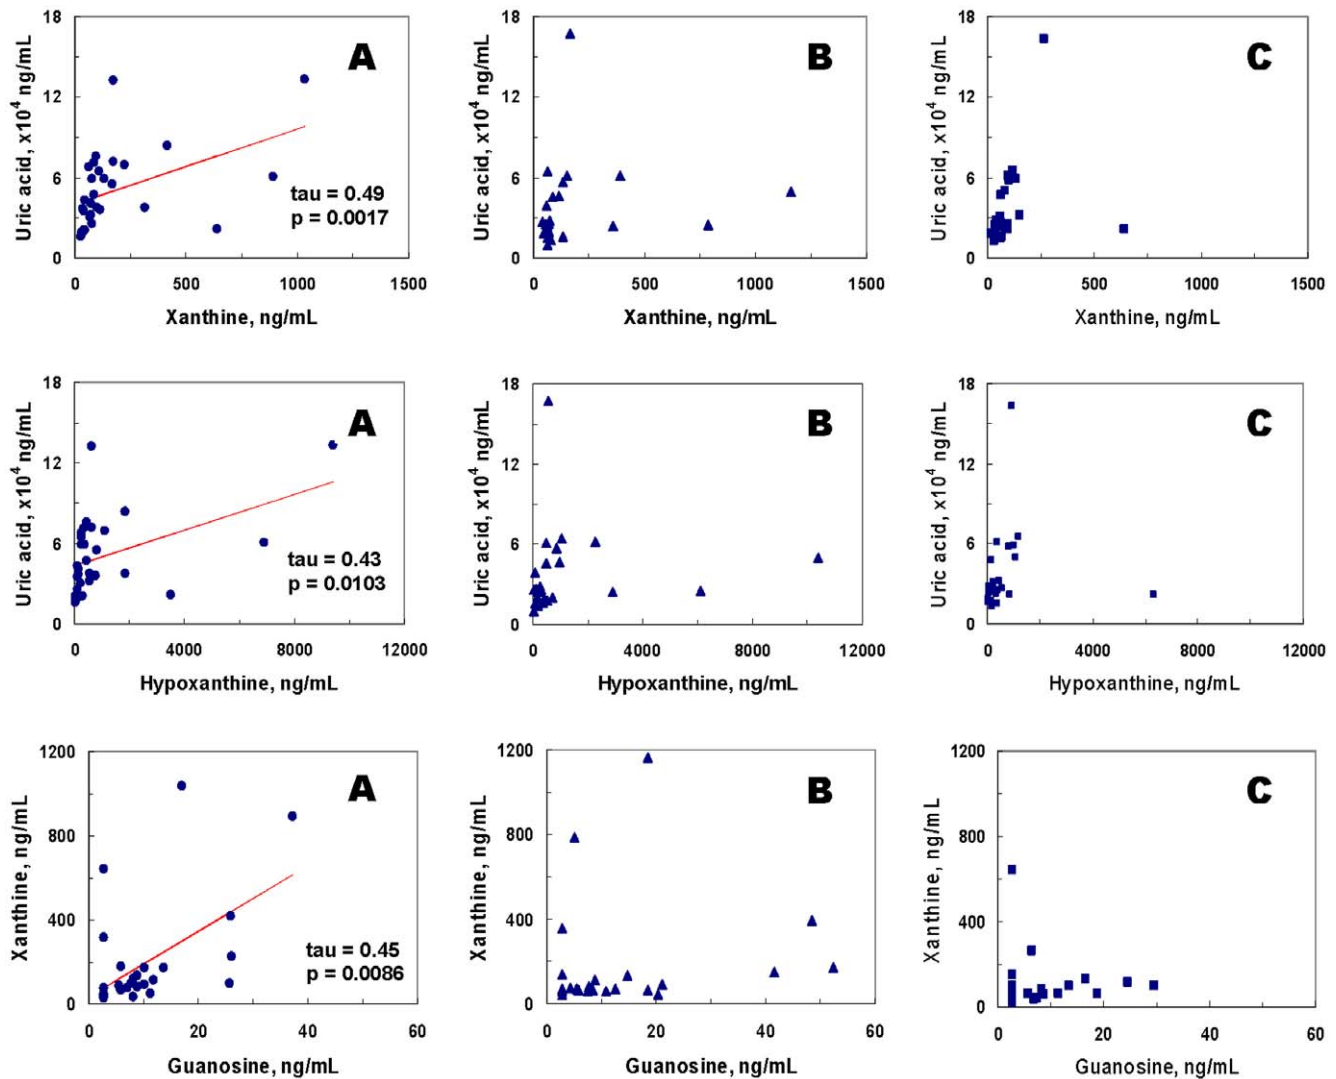 18
12
6
0
Uric acid, x10⁴ ng/mL
A
tau = 0.49
p = 0.0017
0 500 1000 1500
Xanthine, ng/mL
18
12
6
0
Uric acid, x10⁴ ng/mL
B
0 500 1000 1500
Xanthine, ng/mL
18
12
6
0
Uric acid, x10⁴ ng/mL
C
0 500 1000 1500
Xanthine, ng/mL
18
12
6
0
Uric acid, x10⁴ ng/mL
A
tau = 0.43
p = 0.0103
0 4000 8000 12000
Hypoxanthine, ng/mL
18
12
6
0
Uric acid, x10⁴ ng/mL
B
0 4000 8000 12000
Hypoxanthine, ng/mL
18
12
6
0
Uric acid, x10⁴ ng/mL
C
0 4000 8000 12000
Hypoxanthine, ng/mL
1200
800
400
0
Xanthine, ng/mL
A
tau = 0.45
p = 0.0086
0 20 40 60
Guanosine, ng/mL
1200
800
400
0
Xanthine, ng/mL
B
0 20 40 60
Guanosine, ng/mL
1200
800
400
0
Xanthine, ng/mL
C
0 20 40 60
Guanosine, ng/mL